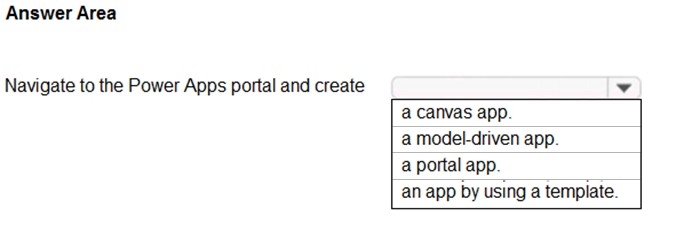 Answer Area
Navigate to the Power Apps portal and create
a canvas app.
a model-driven app.
a portal app.
an app by using a template.